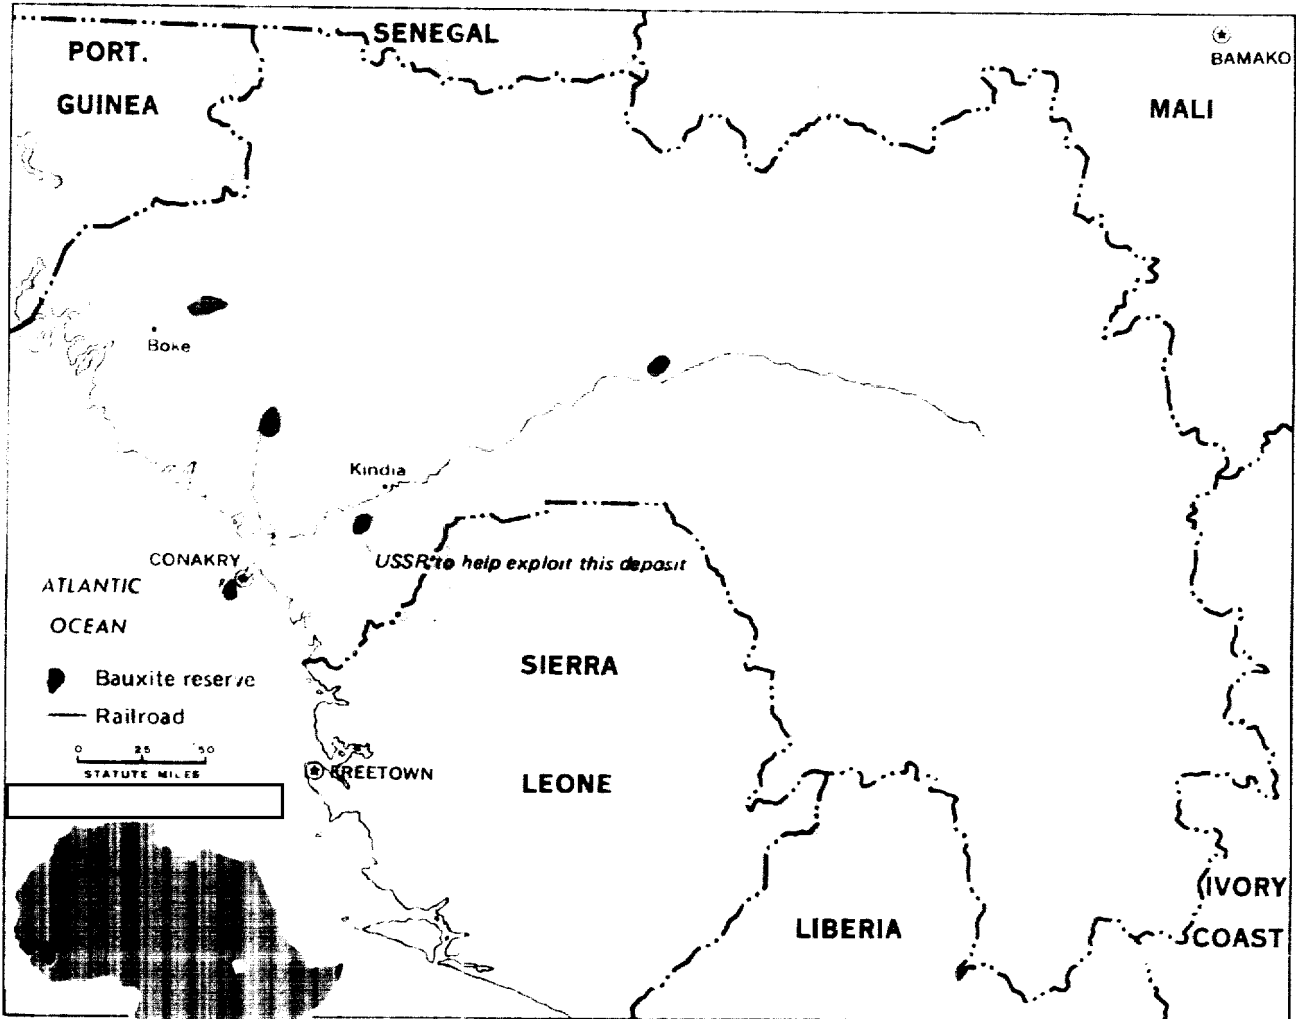 SENEGAL
PORT.
GUINEA
BAMAKO
MALI
Boke
Kindia
CONAKRY
USSR to help exploit this deposit
ATLANTIC
OCEAN
SIERRA
LEONE
Bauxite reserve
Railroad
0 25 50
STATUTE MILES
FREETOWN
LIBERIA
IVORY
COAST